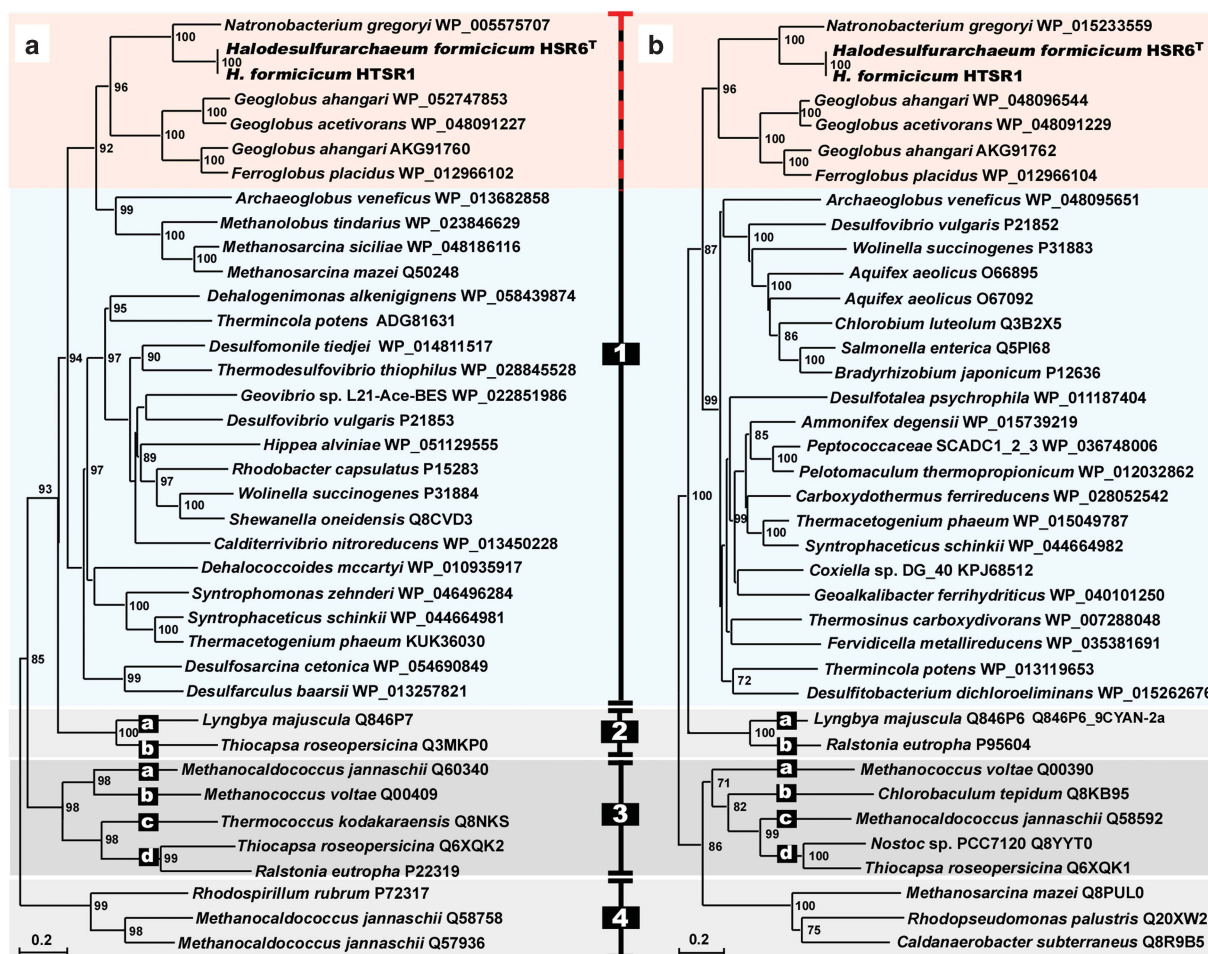 a
Natronobacterium gregoryi WP_005575707
100
Halodesulfurarchaeum formicicum HSR6T
100
H. formicicum HTSR1
96
Geoglobus ahangari WP_052747853
100
Geoglobus acetivorans WP_048091227
100
Geoglobus ahangari AKG91760
100
Ferroglobus placidus WP_012966102
92
Archaeoglobus veneficus WP_013682858
99
Methanolobus tindarius WP_023846629
100
Methanosarcina siciliae WP_048186116
100
Methanosarcina mazei Q50248
Dehalogenimonas alkenigignens WP_058439874
95
Thermincola potens ADG81631
94
97
Desulfomonile tiedjei WP_014811517
90
Thermodesulfovibrio thiophilus WP_028845528
Geovibrio sp. L21-Ace-BES WP_022851986
Desulfovibrio vulgaris P21853
Hippea alviniae WP_051129555
89
97
Rhodobacter capsulatus P15283
97
Wolinella succinogenes P31884
100
Shewanella oneidensis Q8CVD3
93
Calditerrivibrio nitroreducens WP_013450228
Dehalococcoides mccartyi WP_010935917
Syntrophomonas zehnderi WP_046496284
100
Syntrophaceticus schinkii WP_044664981
100
Thermacetogenium phaeum KUK36030
85
Desulfosarcina cetonica WP_054690849
99
Desulfarculus baarsii WP_013257821
a Lyngbya majuscula Q846P7
100
b Thiocapsa roseopersicina Q3MKP0
a Methanocaldococcus jannaschii Q60340
98
b Methanococcus voltae Q00409
98
c Thermococcus kodakaraensis Q8NKS
98
Thiocapsa roseopersicina Q6XQK2
d 99
Ralstonia eutropha P22319
Rhodospirillum rubrum P72317
99
Methanocaldococcus jannaschii Q58758
98
Methanocaldococcus jannaschii Q57936
0.2
1
2
3
4
b
Natronobacterium gregoryi WP_015233559
100
Halodesulfurarchaeum formicicum HSR6T
100
H. formicicum HTSR1
96
Geoglobus ahangari WP_048096544
100
Geoglobus acetivorans WP_048091229
100
Geoglobus ahangari AKG91762
100
Ferroglobus placidus WP_012966104
Archaeoglobus veneficus WP_048095651
Desulfovibrio vulgaris P21852
100
87
Wolinella succinogenes P31883
Aquifex aeolicus O66895
100
Aquifex aeolicus O67092
Chlorobium luteolum Q3B2X5
86
Salmonella enterica Q5PI68
100
Bradyrhizobium japonicum P12636
99
Desulfotalea psychrophila WP_011187404
Ammonifex degensii WP_015739219
85
Peptococcaceae SCADC1_2_3 WP_036748006
100
Pelotomaculum thermopropionicum WP_012032862
100
Carboxydothermus ferrireducens WP_028052542
99
Thermacetogenium phaeum WP_015049787
100
Syntrophaceticus schinkii WP_044664982
Coxiella sp. DG_40 KPJ68512
Geoalkalibacter ferrihydriticus WP_040101250
Thermosinus carboxydivorans WP_007288048
Fervidicella metallireducens WP_035381691
Thermincola potens WP_013119653
72
Desulfitobacterium dichloroeliminans WP_015262676
a Lyngbya majuscula Q846P6 Q846P6_9CYAN-2a
100
b Ralstonia eutropha P95604
a Methanococcus voltae Q00390
71
b Chlorobaculum tepidum Q8KB95
82
c Methanocaldococcus jannaschii Q58592
99
Nostoc sp. PCC7120 Q8YYT0
d 100
86
Thiocapsa roseopersicina Q6XQK1
Methanosarcina mazei Q8PUL0
100
Rhodopseudomonas palustris Q20XW2
75
Caldanaerobacter subterraneus Q8R9B5
0.2